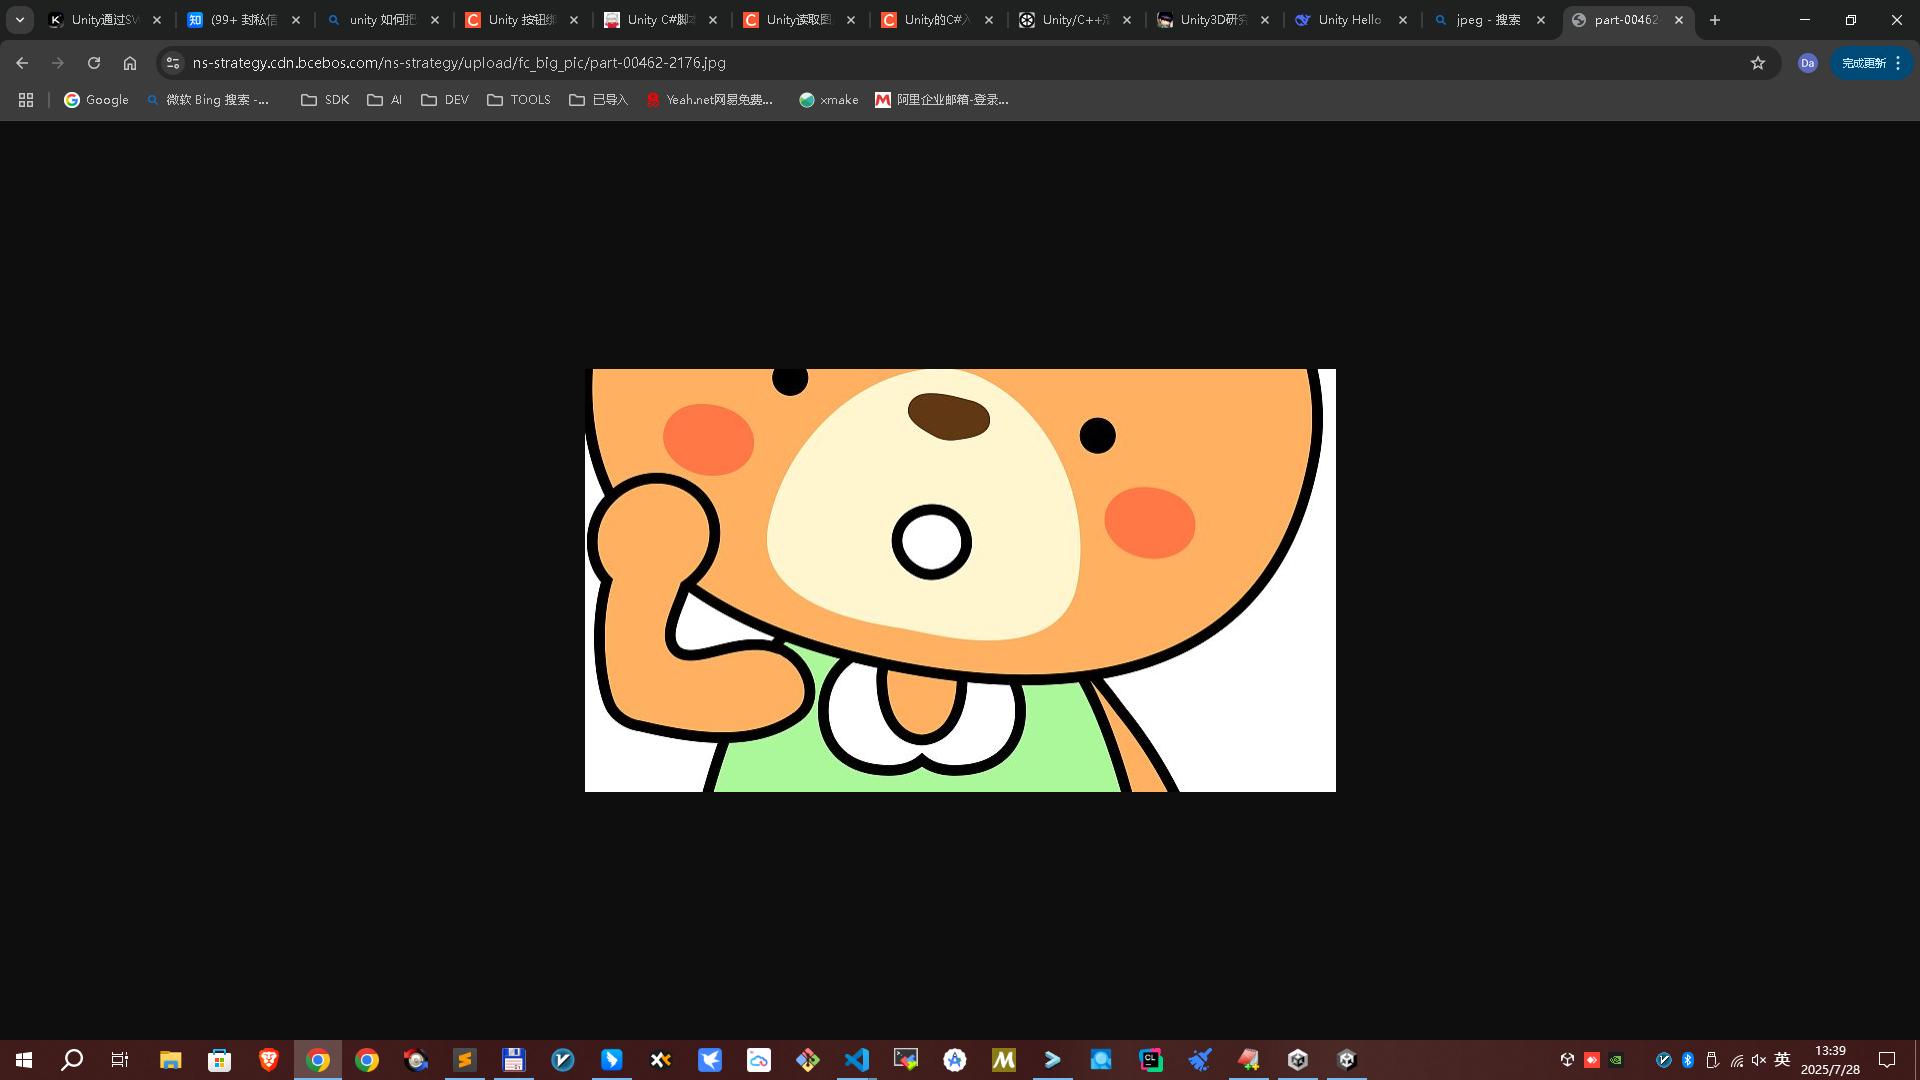 Unity通过SV (99+ 封私信 unity 如何把 Unity 按钮绑 Unity C#脚本 Unity读取图 Unity的C#入 Unity/C++混 Unity3D研究 Unity Hello jpeg - 搜索 part-00462-
ns-strategy.cdn.bcebos.com/ns-strategy/upload/fc_big_pic/part-00462-2176.jpg Da 完成更新
Google 微软 Bing 搜索 -... SDK AI DEV TOOLS 已导入 Yeah.net网易免费... xmake 阿里企业邮箱-登录...
英 13:39
2025/7/28